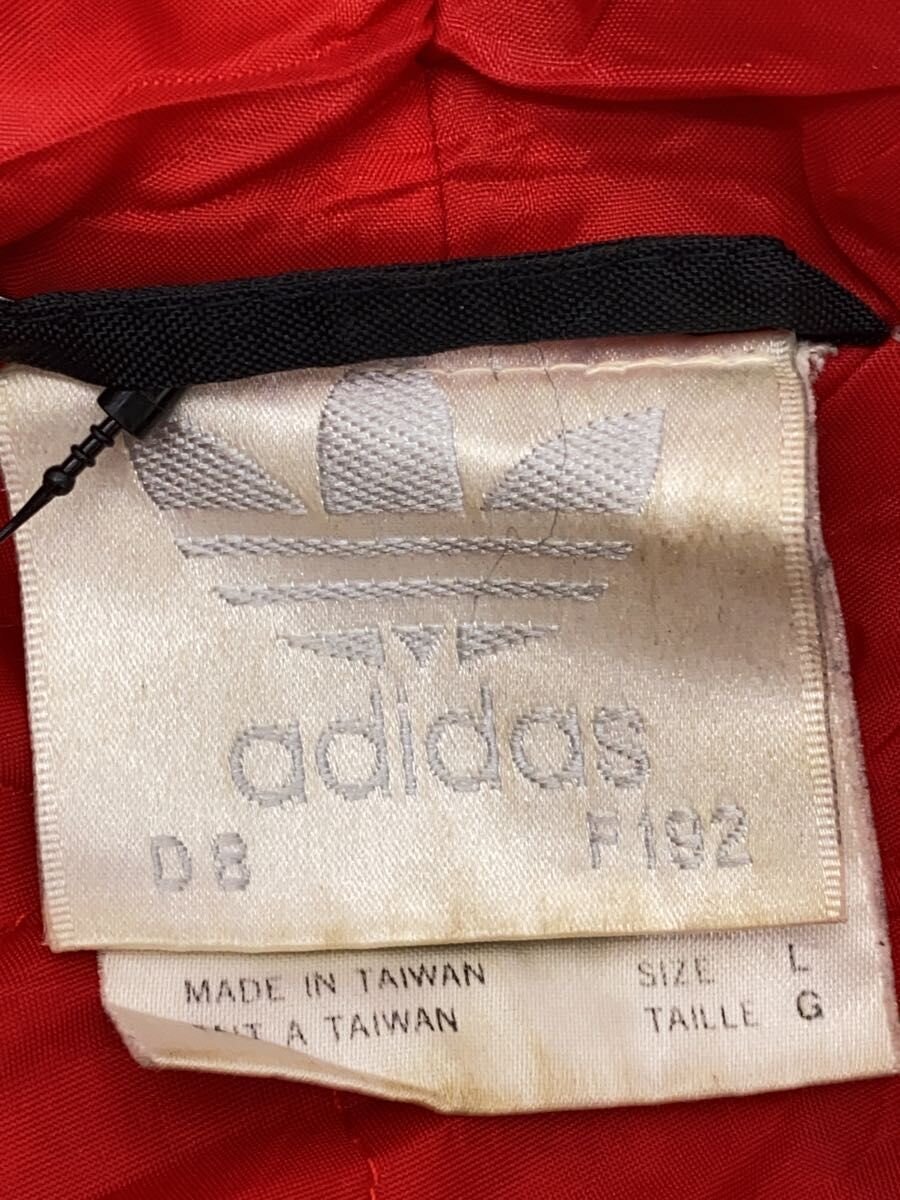 adidas
D8 F192
MADE IN TAIWAN SIZE L
A TAIWAN TAILLE G